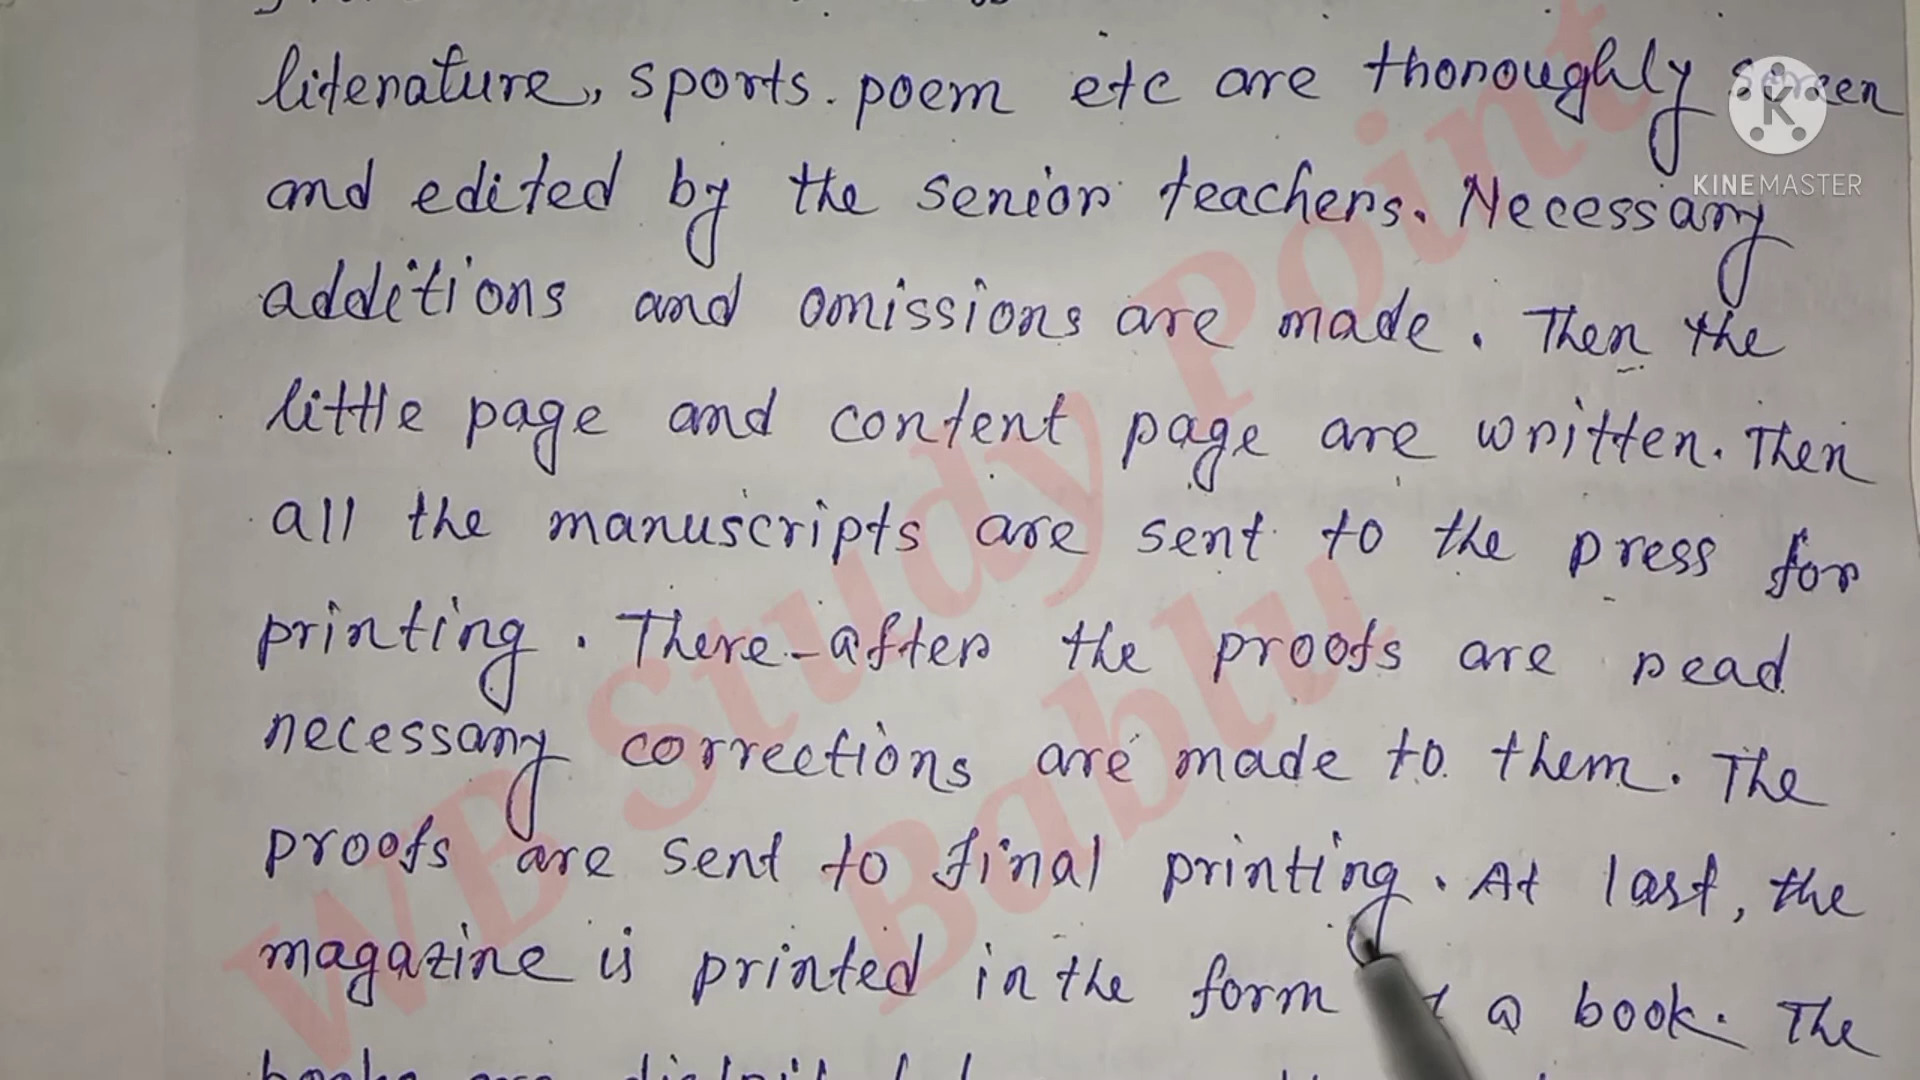 literature, sports. poem etc are thoroughly screen
and edited by the senior teachers. Necessary
additions and omissions are made. Then the
little page and content page are written. Then
all the manuscripts are sent to the press for
printing. There-after the proofs are read
necessary corrections are made to them. The
proofs are sent to final printing. At last, the
magazine is printed in the form a book. The
KINEMASTER
WB Study Point
Bablu